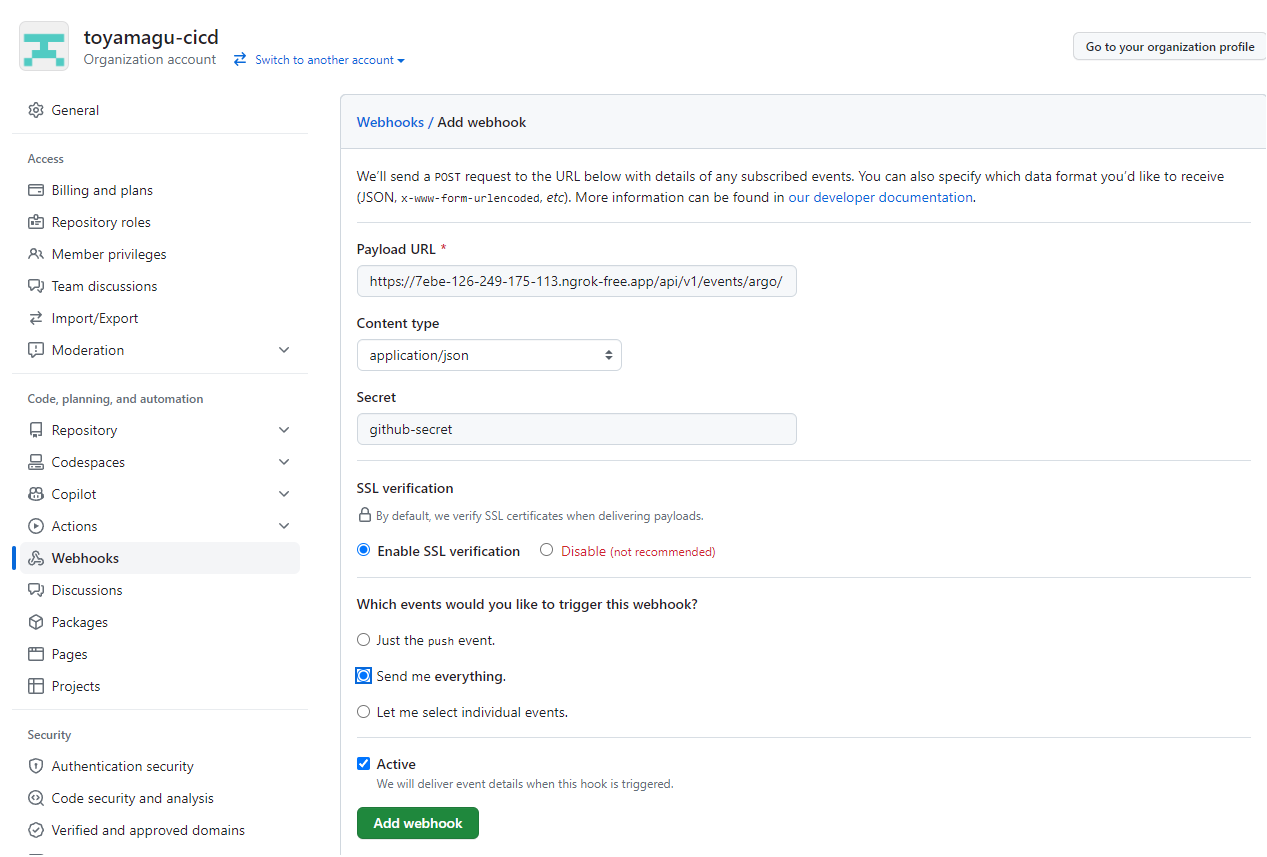 toyamagu-cicd
Organization account
Switch to another account
Go to your organization profile
General
Access
Billing and plans
Repository roles
Member privileges
Team discussions
Import/Export
Moderation
Code, planning, and automation
Repository
Codespaces
Copilot
Actions
Webhooks
Discussions
Packages
Pages
Projects
Security
Authentication security
Code security and analysis
Verified and approved domains
Webhooks / Add webhook
We’ll send a POST request to the URL below with details of any subscribed events. You can also specify which data format you’d like to receive
(JSON, x-www-form-urlencoded, etc). More information can be found in our developer documentation.
Payload URL *
https://7ebe-126-249-175-113.ngrok-free.app/api/v1/events/argo/
Content type
application/json
Secret
github-secret
SSL verification
By default, we verify SSL certificates when delivering payloads.
Enable SSL verification
Disable (not recommended)
Which events would you like to trigger this webhook?
Just the push event.
Send me everything.
Let me select individual events.
Active
We will deliver event details when this hook is triggered.
Add webhook